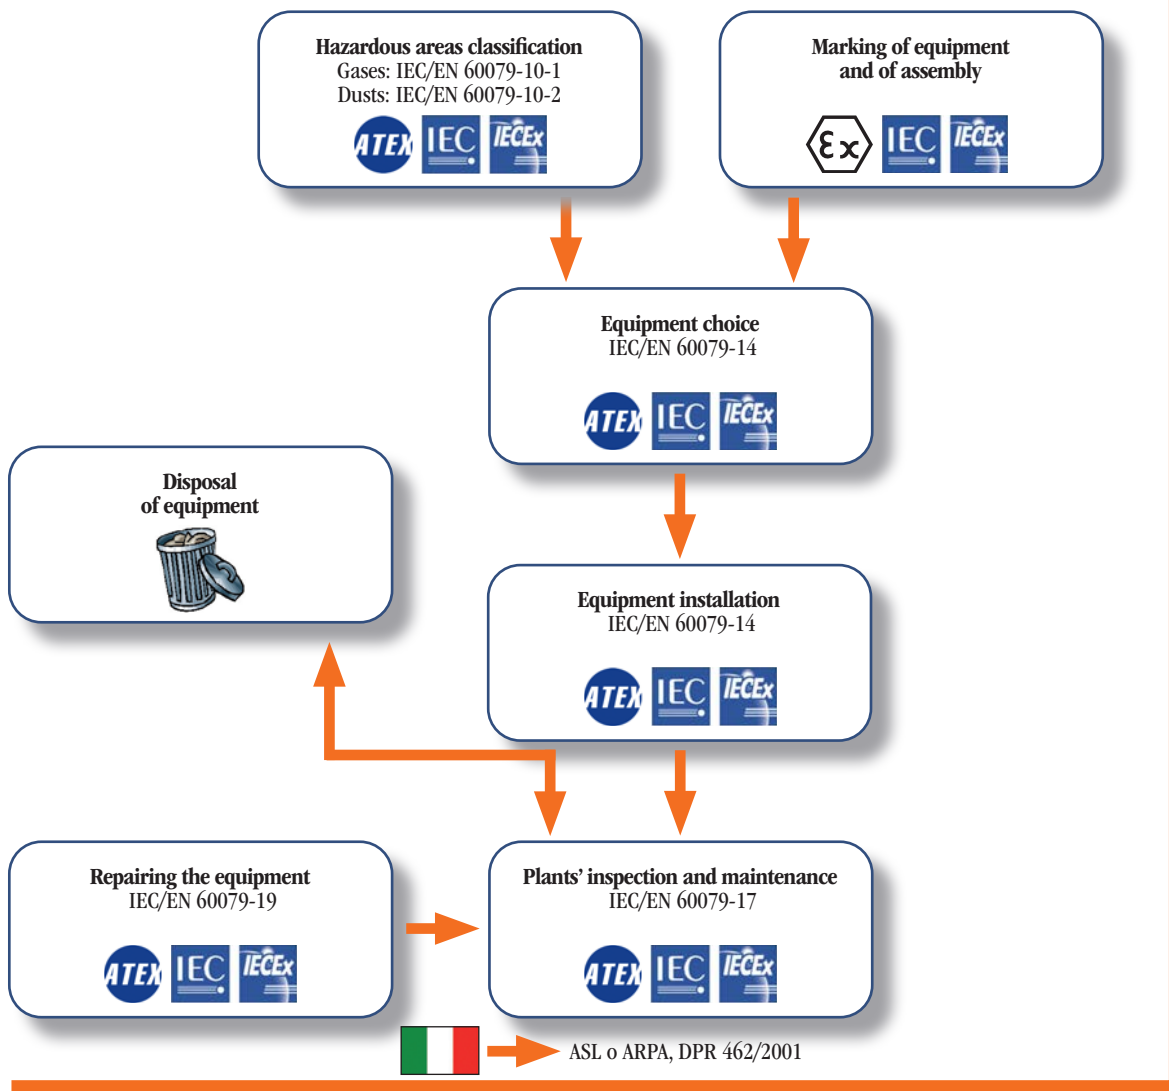 Hazardous areas classification
Gases: IEC/EN 60079-10-1
Dusts: IEC/EN 60079-10-2
ATEX IEC IECEx
Marking of equipment
and of assembly
Ex IEC IECEx
Equipment choice
IEC/EN 60079-14
ATEX IEC IECEx
Disposal
of equipment
Equipment installation
IEC/EN 60079-14
ATEX IEC IECEx
Repairing the equipment
IEC/EN 60079-19
ATEX IEC IECEx
Plants’ inspection and maintenance
IEC/EN 60079-17
ATEX IEC IECEx
ASL o ARPA, DPR 462/2001